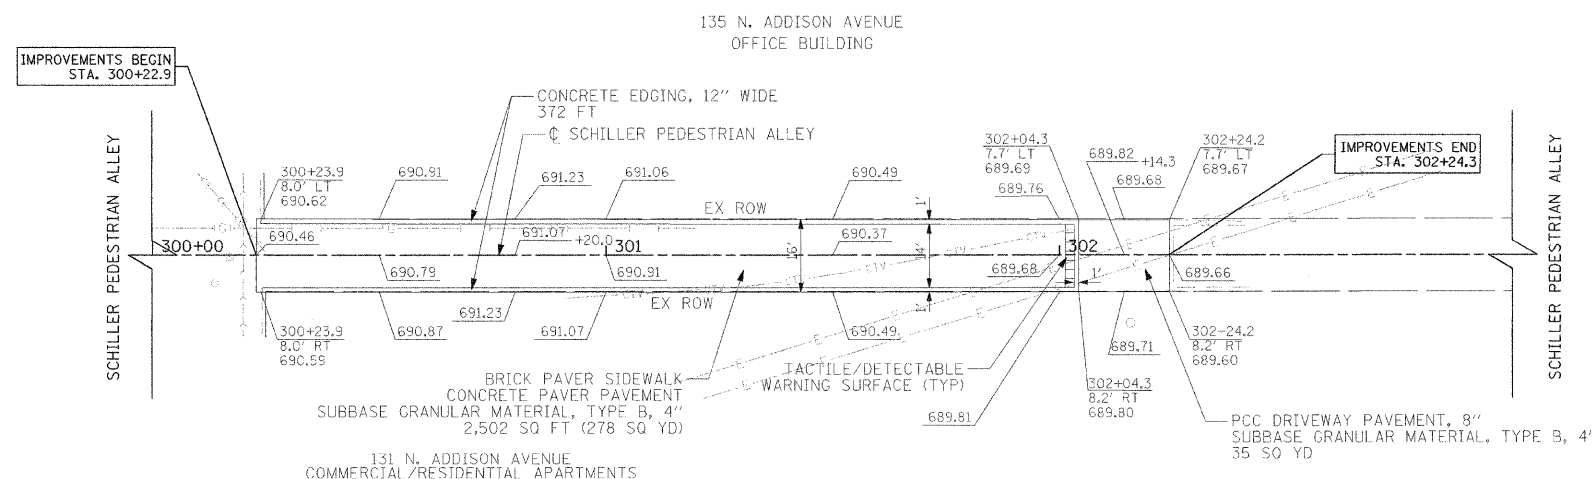 135 N. ADDISON AVENUE
OFFICE BUILDING
IMPROVEMENTS BEGIN
STA. 300+22.9
CONCRETE EDGING, 12" WIDE
372 FT
℄ SCHILLER PEDESTRIAN ALLEY
SCHILLER PEDESTRIAN ALLEY
300+23.9
8.0' LT
690.62
690.91
691.23
691.06
690.49
302+04.3
7.7' LT
689.69
689.76
689.82
+14.3
689.68
302+24.2
7.7' LT
689.67
IMPROVEMENTS END
STA. 302+24.3
SCHILLER PEDESTRIAN ALLEY
EX ROW
1'
300+00
690.46
691.07
+20.0
301
690.37
302
16'
14'
690.79
690.91
689.68
1'
689.66
EX ROW
1'
CTV
CTV
CTV
CTV
E
E
E
E
E
E
E
E
E
E
300+23.9
8.0' RT
690.59
690.87
691.23
691.07
690.49
689.71
302+24.2
8.2' RT
689.60
BRICK PAVER SIDEWALK
CONCRETE PAVER PAVEMENT
SUBBASE GRANULAR MATERIAL, TYPE B, 4"
2,502 SQ FT (278 SQ YD)
TACTILE/DETECTABLE
WARNING SURFACE (TYP)
302+04.3
8.2' RT
689.80
689.81
PCC DRIVEWAY PAVEMENT, 8"
SUBBASE GRANULAR MATERIAL, TYPE B, 4"
35 SQ YD
131 N. ADDISON AVENUE
COMMERCIAL/RESIDENTIAL APARTMENTS